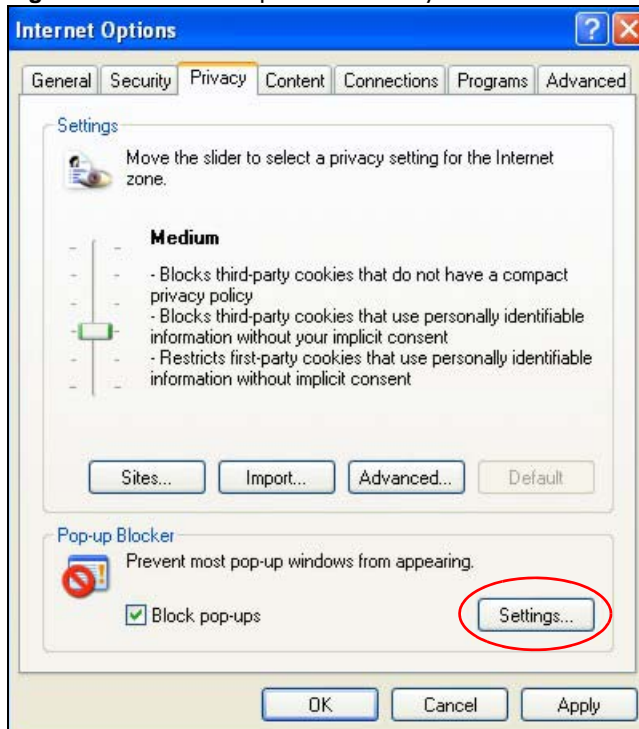 Internet Options
General Security Privacy Content Connections Programs Advanced
Settings
Move the slider to select a privacy setting for the Internet
zone.
Medium
- Blocks third-party cookies that do not have a compact
privacy policy
- Blocks third-party cookies that use personally identifiable
information without your implicit consent
- Restricts first-party cookies that use personally identifiable
information without implicit consent
Sites... Import... Advanced... Default
Pop-up Blocker
Prevent most pop-up windows from appearing.
Block pop-ups
Settings...
OK Cancel Apply